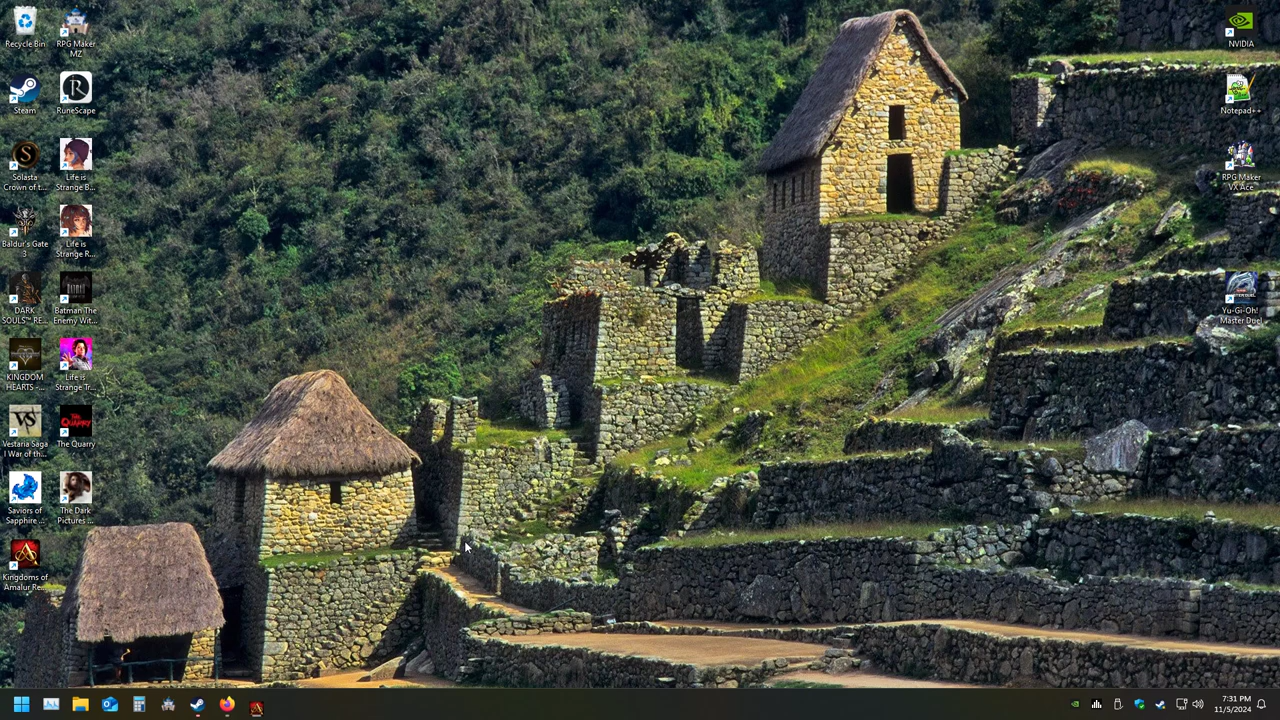 Recycle Bin
RPG Maker
MZ
Steam
RuneScape
Solasta
Crown of t...
Life is
Strange B...
Baldur's Gate
3
Life is
Strange R...
DARK
SOULS™ RE...
Batman The
Enemy Wit...
KINGDOM
HEARTS -...
Life is
Strange Tr...
Vestaria Saga
I War of th...
The Quarry
Saviors of
Sapphire ...
The Dark
Pictures ...
Kingdoms of
Amalur Re...
NVIDIA
Notepad++
RPG Maker
VX Ace
Yu-Gi-Oh!
Master Duel
7:31 PM
11/5/2024